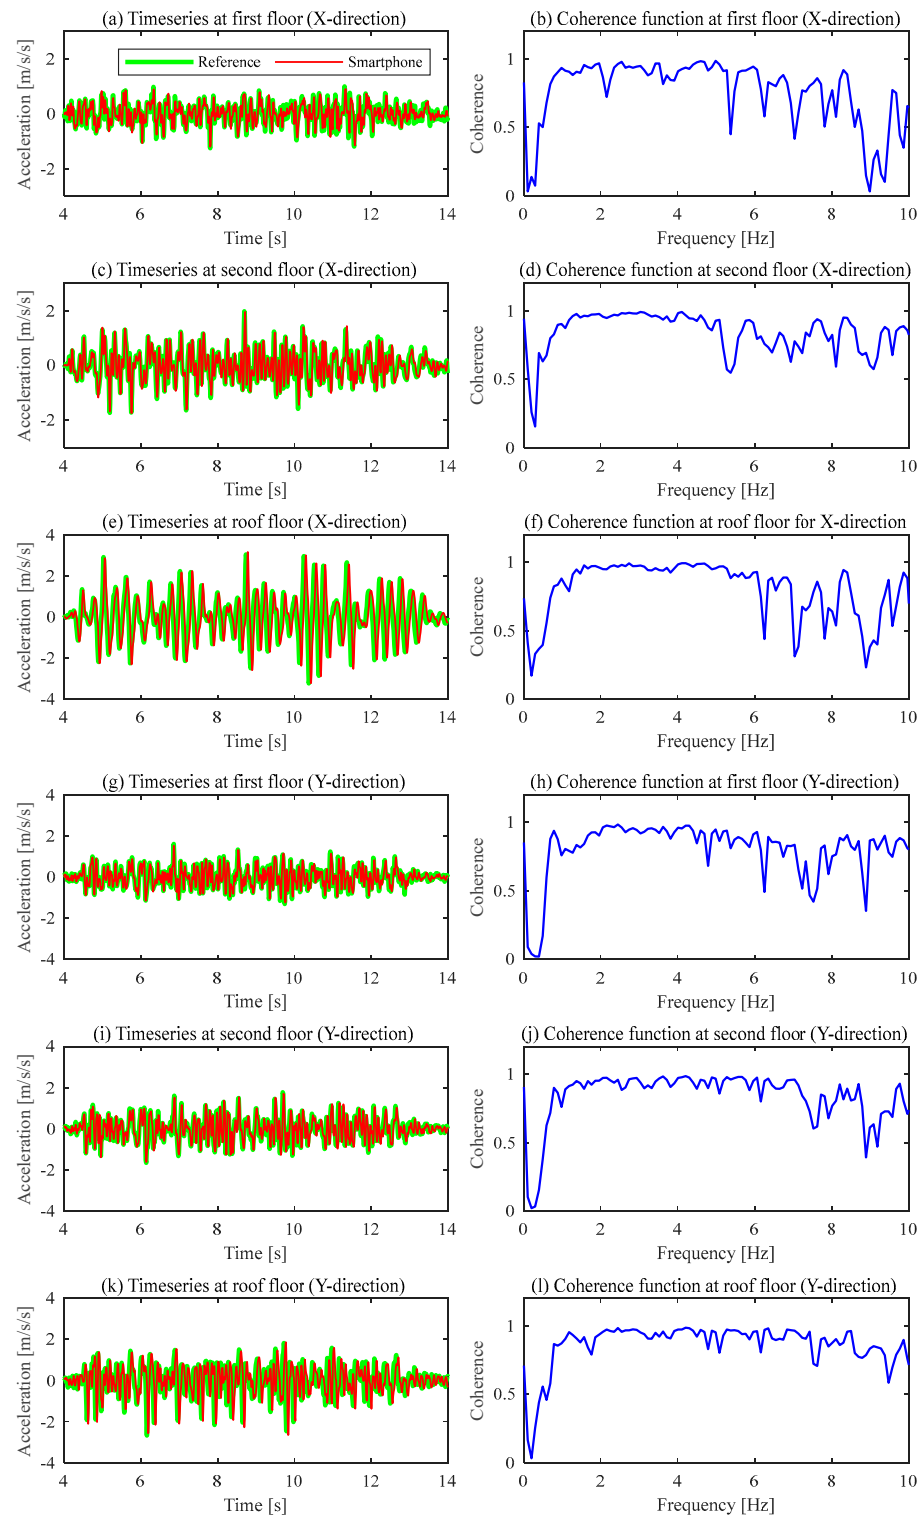 (a) Timeseries at first floor (X-direction)
Acceleration [m/s/s]
2
0
-2
Reference
Smartphone
4 6 8 10 12 14
Time [s]
(b) Coherence function at first floor (X-direction)
Coherence
1
0.5
0
0 2 4 6 8 10
Frequency [Hz]
(c) Timeseries at second floor (X-direction)
Acceleration [m/s/s]
2
0
-2
4 6 8 10 12 14
Time [s]
(d) Coherence function at second floor (X-direction)
Coherence
1
0.5
0
0 2 4 6 8 10
Frequency [Hz]
(e) Timeseries at roof floor (X-direction)
Acceleration [m/s/s]
4
2
0
-2
-4
4 6 8 10 12 14
Time [s]
(f) Coherence function at roof floor for X-direction
Coherence
1
0.5
0
0 2 4 6 8 10
Frequency [Hz]
(g) Timeseries at first floor (Y-direction)
Acceleration [m/s/s]
4
2
0
-2
-4
4 6 8 10 12 14
Time [s]
(h) Coherence function at first floor (Y-direction)
Coherence
1
0.5
0
0 2 4 6 8 10
Frequency [Hz]
(i) Timeseries at second floor (Y-direction)
Acceleration [m/s/s]
4
2
0
-2
-4
4 6 8 10 12 14
Time [s]
(j) Coherence function at second floor (Y-direction)
Coherence
1
0.5
0
0 2 4 6 8 10
Frequency [Hz]
(k) Timeseries at roof floor (Y-direction)
Acceleration [m/s/s]
4
2
0
-2
-4
4 6 8 10 12 14
Time [s]
(l) Coherence function at roof floor (Y-direction)
Coherence
1
0.5
0
0 2 4 6 8 10
Frequency [Hz]